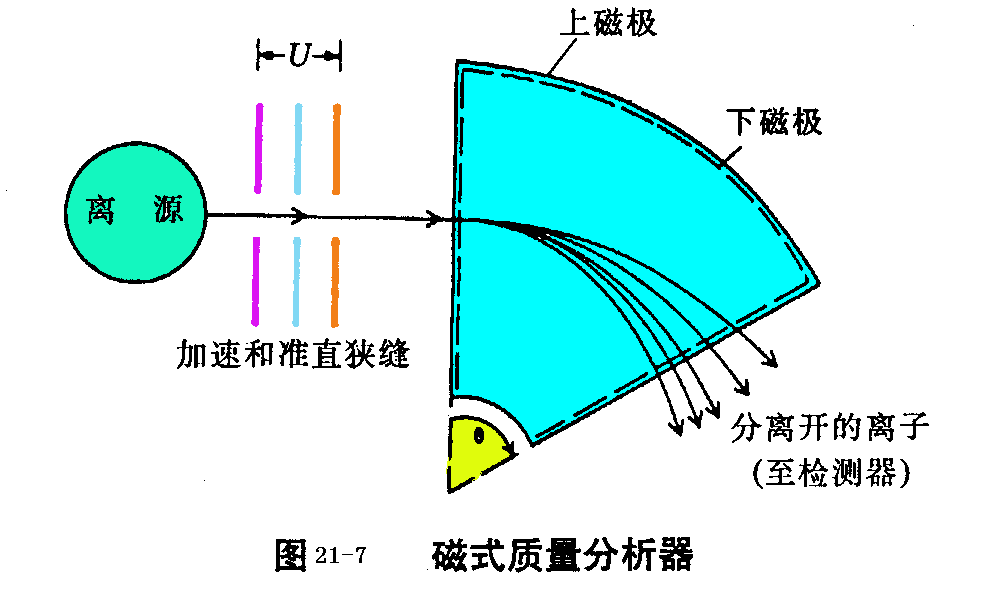 上磁极
U
下磁极
离 源
加速和准直狭缝
θ
分离开的离子
(至检测器)
图 21-7 磁式质量分析器